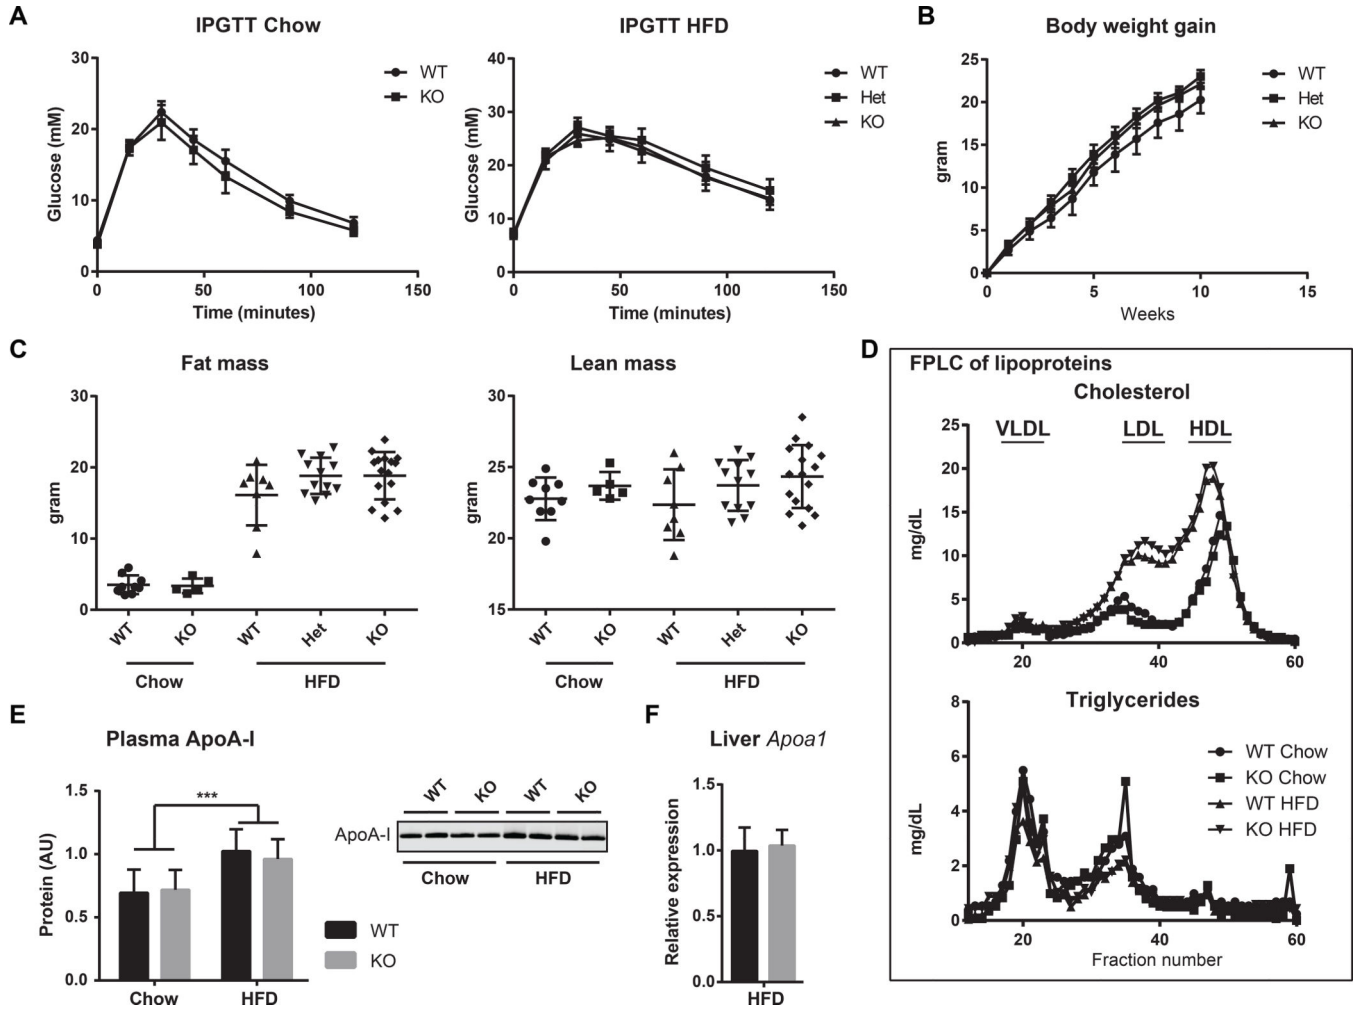 A
IPGTT Chow
30
20
10
0
Glucose (mM)
0
50
100
150
Time (minutes)
WT
KO
IPGTT HFD
40
30
20
10
0
Glucose (mM)
0
50
100
150
Time (minutes)
WT
Het
KO
B
Body weight gain
25
20
15
10
5
0
gram
0
5
10
15
Weeks
WT
Het
KO
C
Fat mass
30
20
10
0
gram
WT
KO
WT
Het
KO
Chow
HFD
Lean mass
30
25
20
15
gram
WT
KO
WT
Het
KO
Chow
HFD
D
FPLC of lipoproteins
Cholesterol
25
20
15
10
5
0
mg/dL
VLDL
LDL
HDL
20
40
60
Triglycerides
8
6
4
2
0
mg/dL
WT Chow
KO Chow
WT HFD
KO HFD
20
40
60
Fraction number
E
Plasma ApoA-I
1.5
1.0
0.5
0.0
Protein (AU)
***
Chow
HFD
WT
KO
WT
KO
WT
KO
ApoA-I
Chow
HFD
F
Liver Apoa1
1.5
1.0
0.5
0.0
Relative expression
HFD